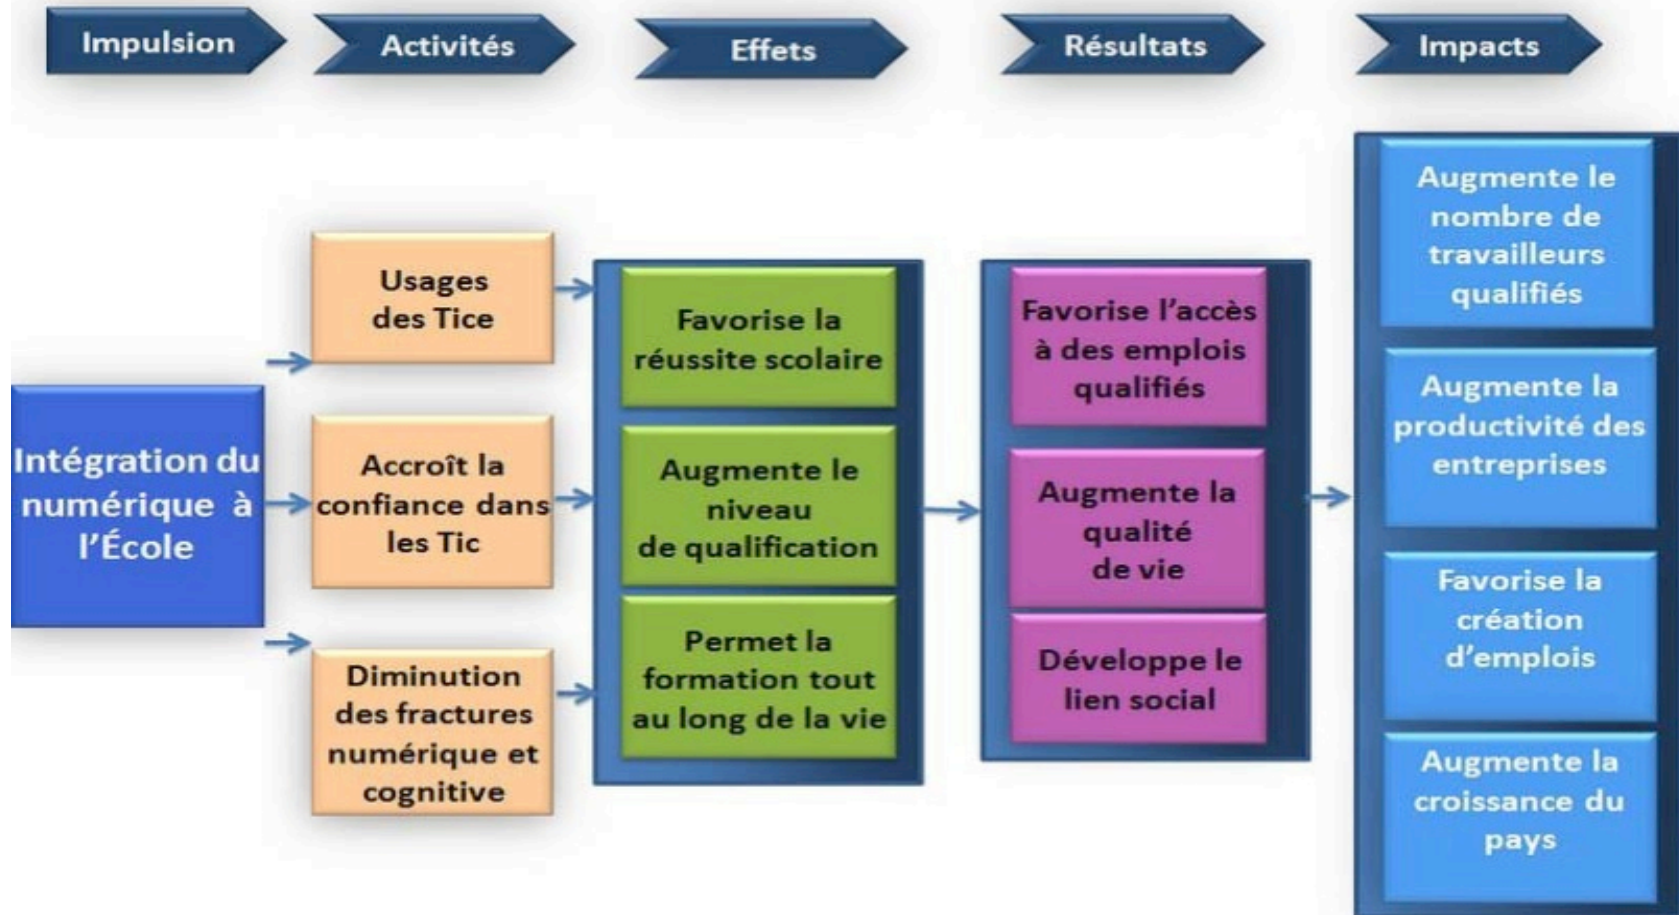 Impulsion
Activités
Effets
Résultats
Impacts
Intégration du
numérique à
l'École
Usages
des Tice
Accroît la
confiance dans
les Tic
Diminution
des fractures
numérique et
cognitive
Favorise la
réussite scolaire
Augmente le
niveau
de qualification
Permet la
formation tout
au long de la vie
Favorise l'accès
à des emplois
qualifiés
Augmente la
qualité
de vie
Développe le
lien social
Augmente le
nombre de
travailleurs
qualifiés
Augmente la
productivité des
entreprises
Favorise la
création
d'emplois
Augmente la
croissance du
pays